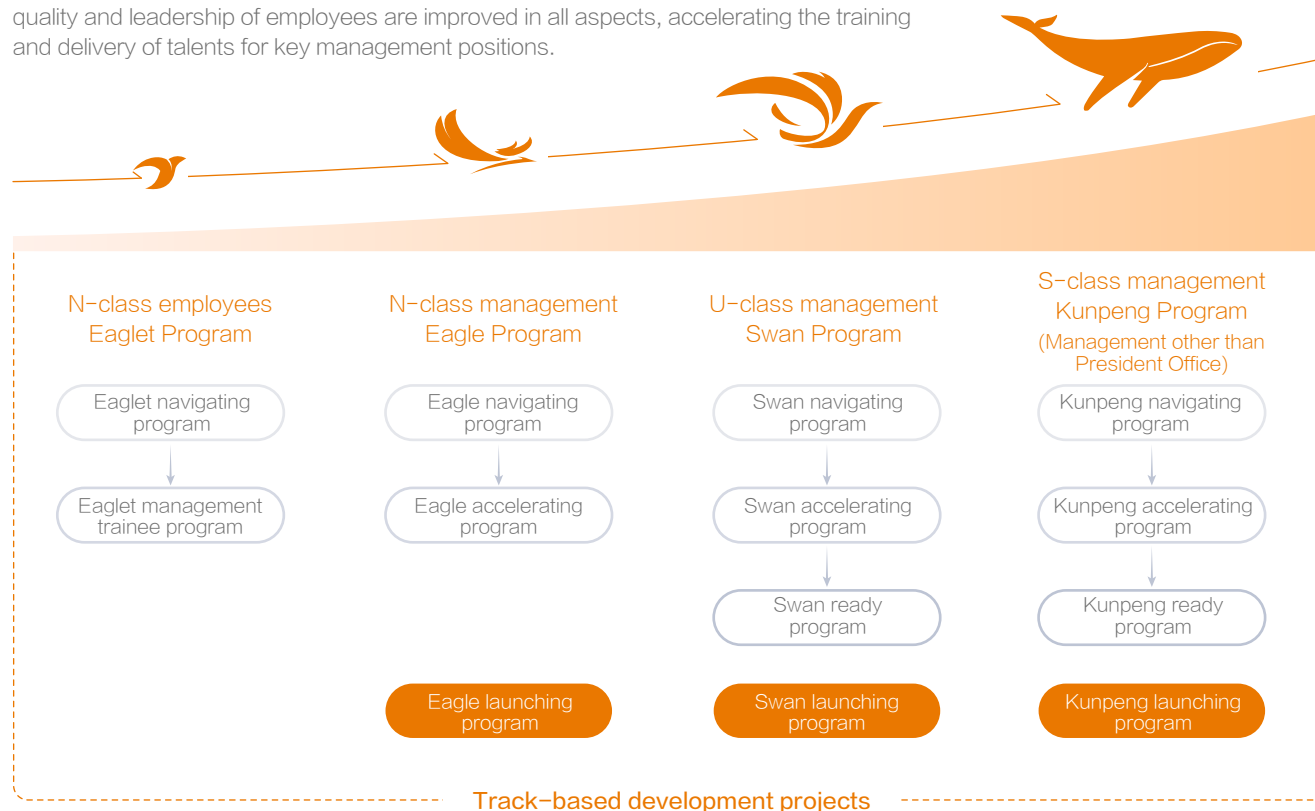 quality and leadership of employees are improved in all aspects, accelerating the training
and delivery of talents for key management positions.
N-class employees
Eaglet Program
Eaglet navigating
program
Eaglet management
trainee program
N-class management
Eagle Program
Eagle navigating
program
Eagle accelerating
program
Eagle launching
program
U-class management
Swan Program
Swan navigating
program
Swan accelerating
program
Swan ready
program
Swan launching
program
S-class management
Kunpeng Program
(Management other than
President Office)
Kunpeng navigating
program
Kunpeng accelerating
program
Kunpeng ready
program
Kunpeng launching
program
Track-based development projects